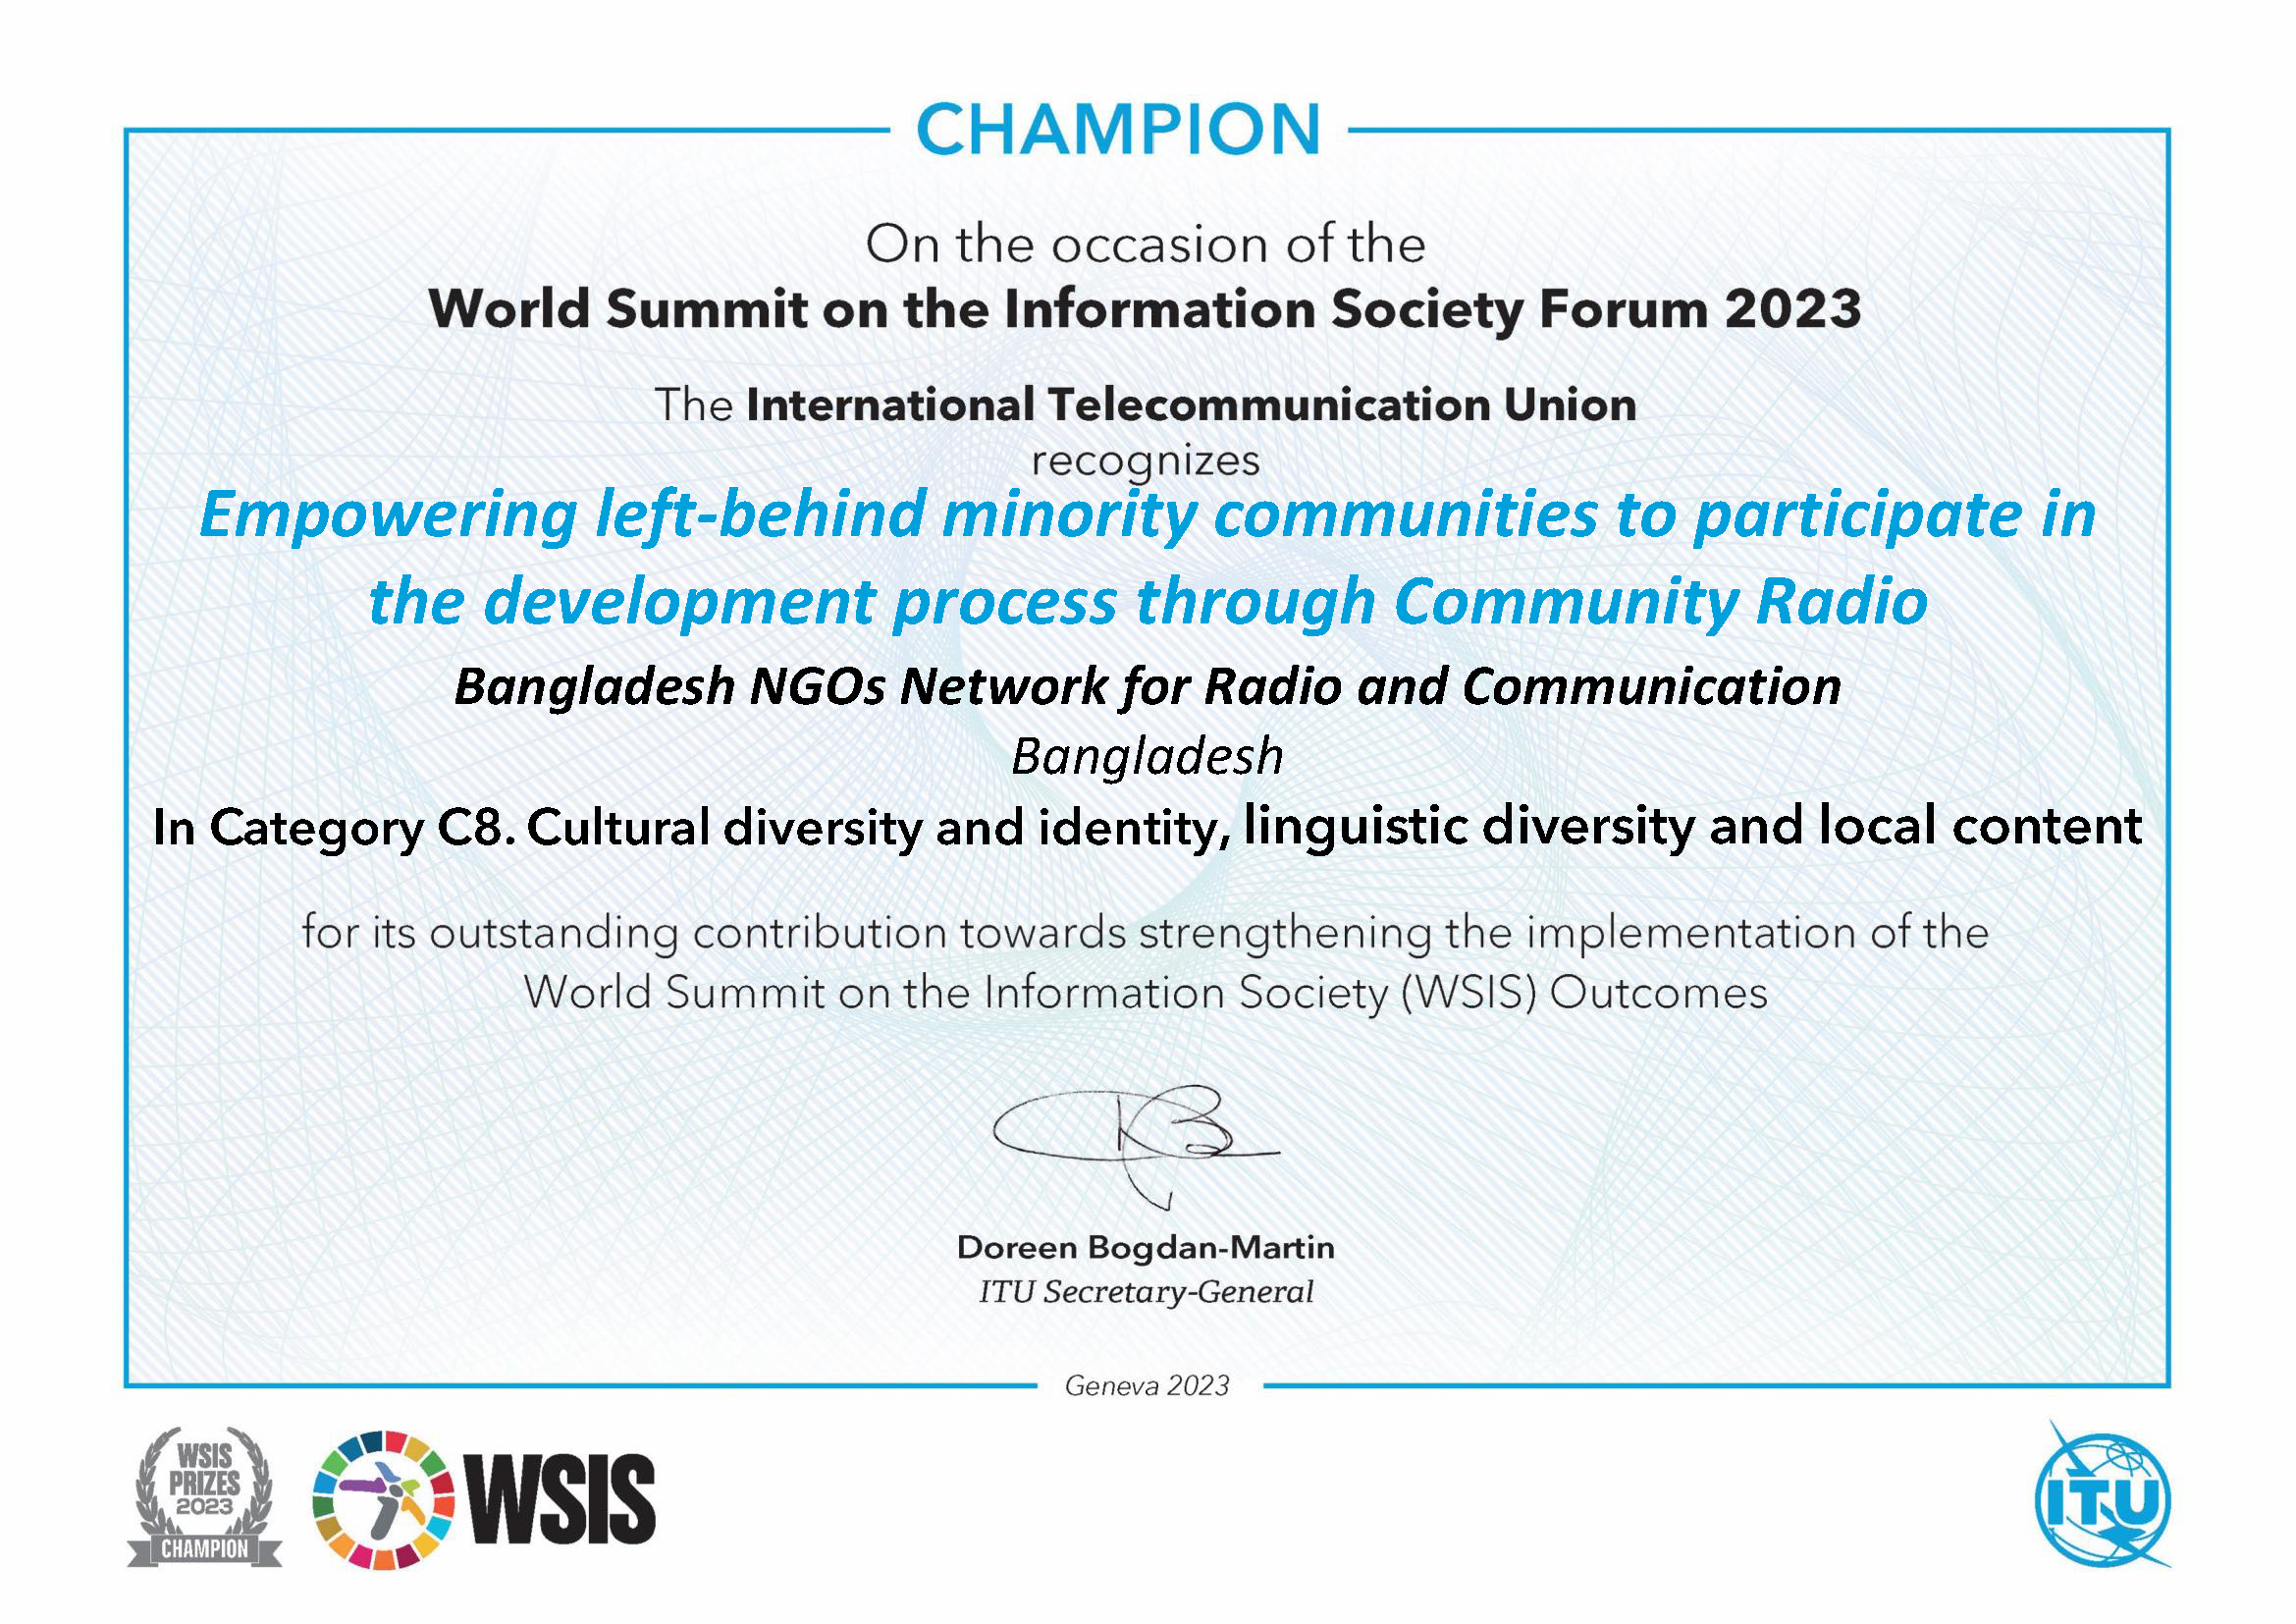 CHAMPION
On the occasion of the
World Summit on the Information Society Forum 2023
The International Telecommunication Union
recognizes
Empowering left-behind minority communities to participate in
the development process through Community Radio
Bangladesh NGOs Network for Radio and Communication
Bangladesh
In Category C8. Cultural diversity and identity, linguistic diversity and local content
for its outstanding contribution towards strengthening the implementation of the
World Summit on the Information Society (WSIS) Outcomes
Doreen Bogdan-Martin
ITU Secretary-General
Geneva 2023
WSIS
PRIZES
2023
CHAMPION
WSIS
ITU